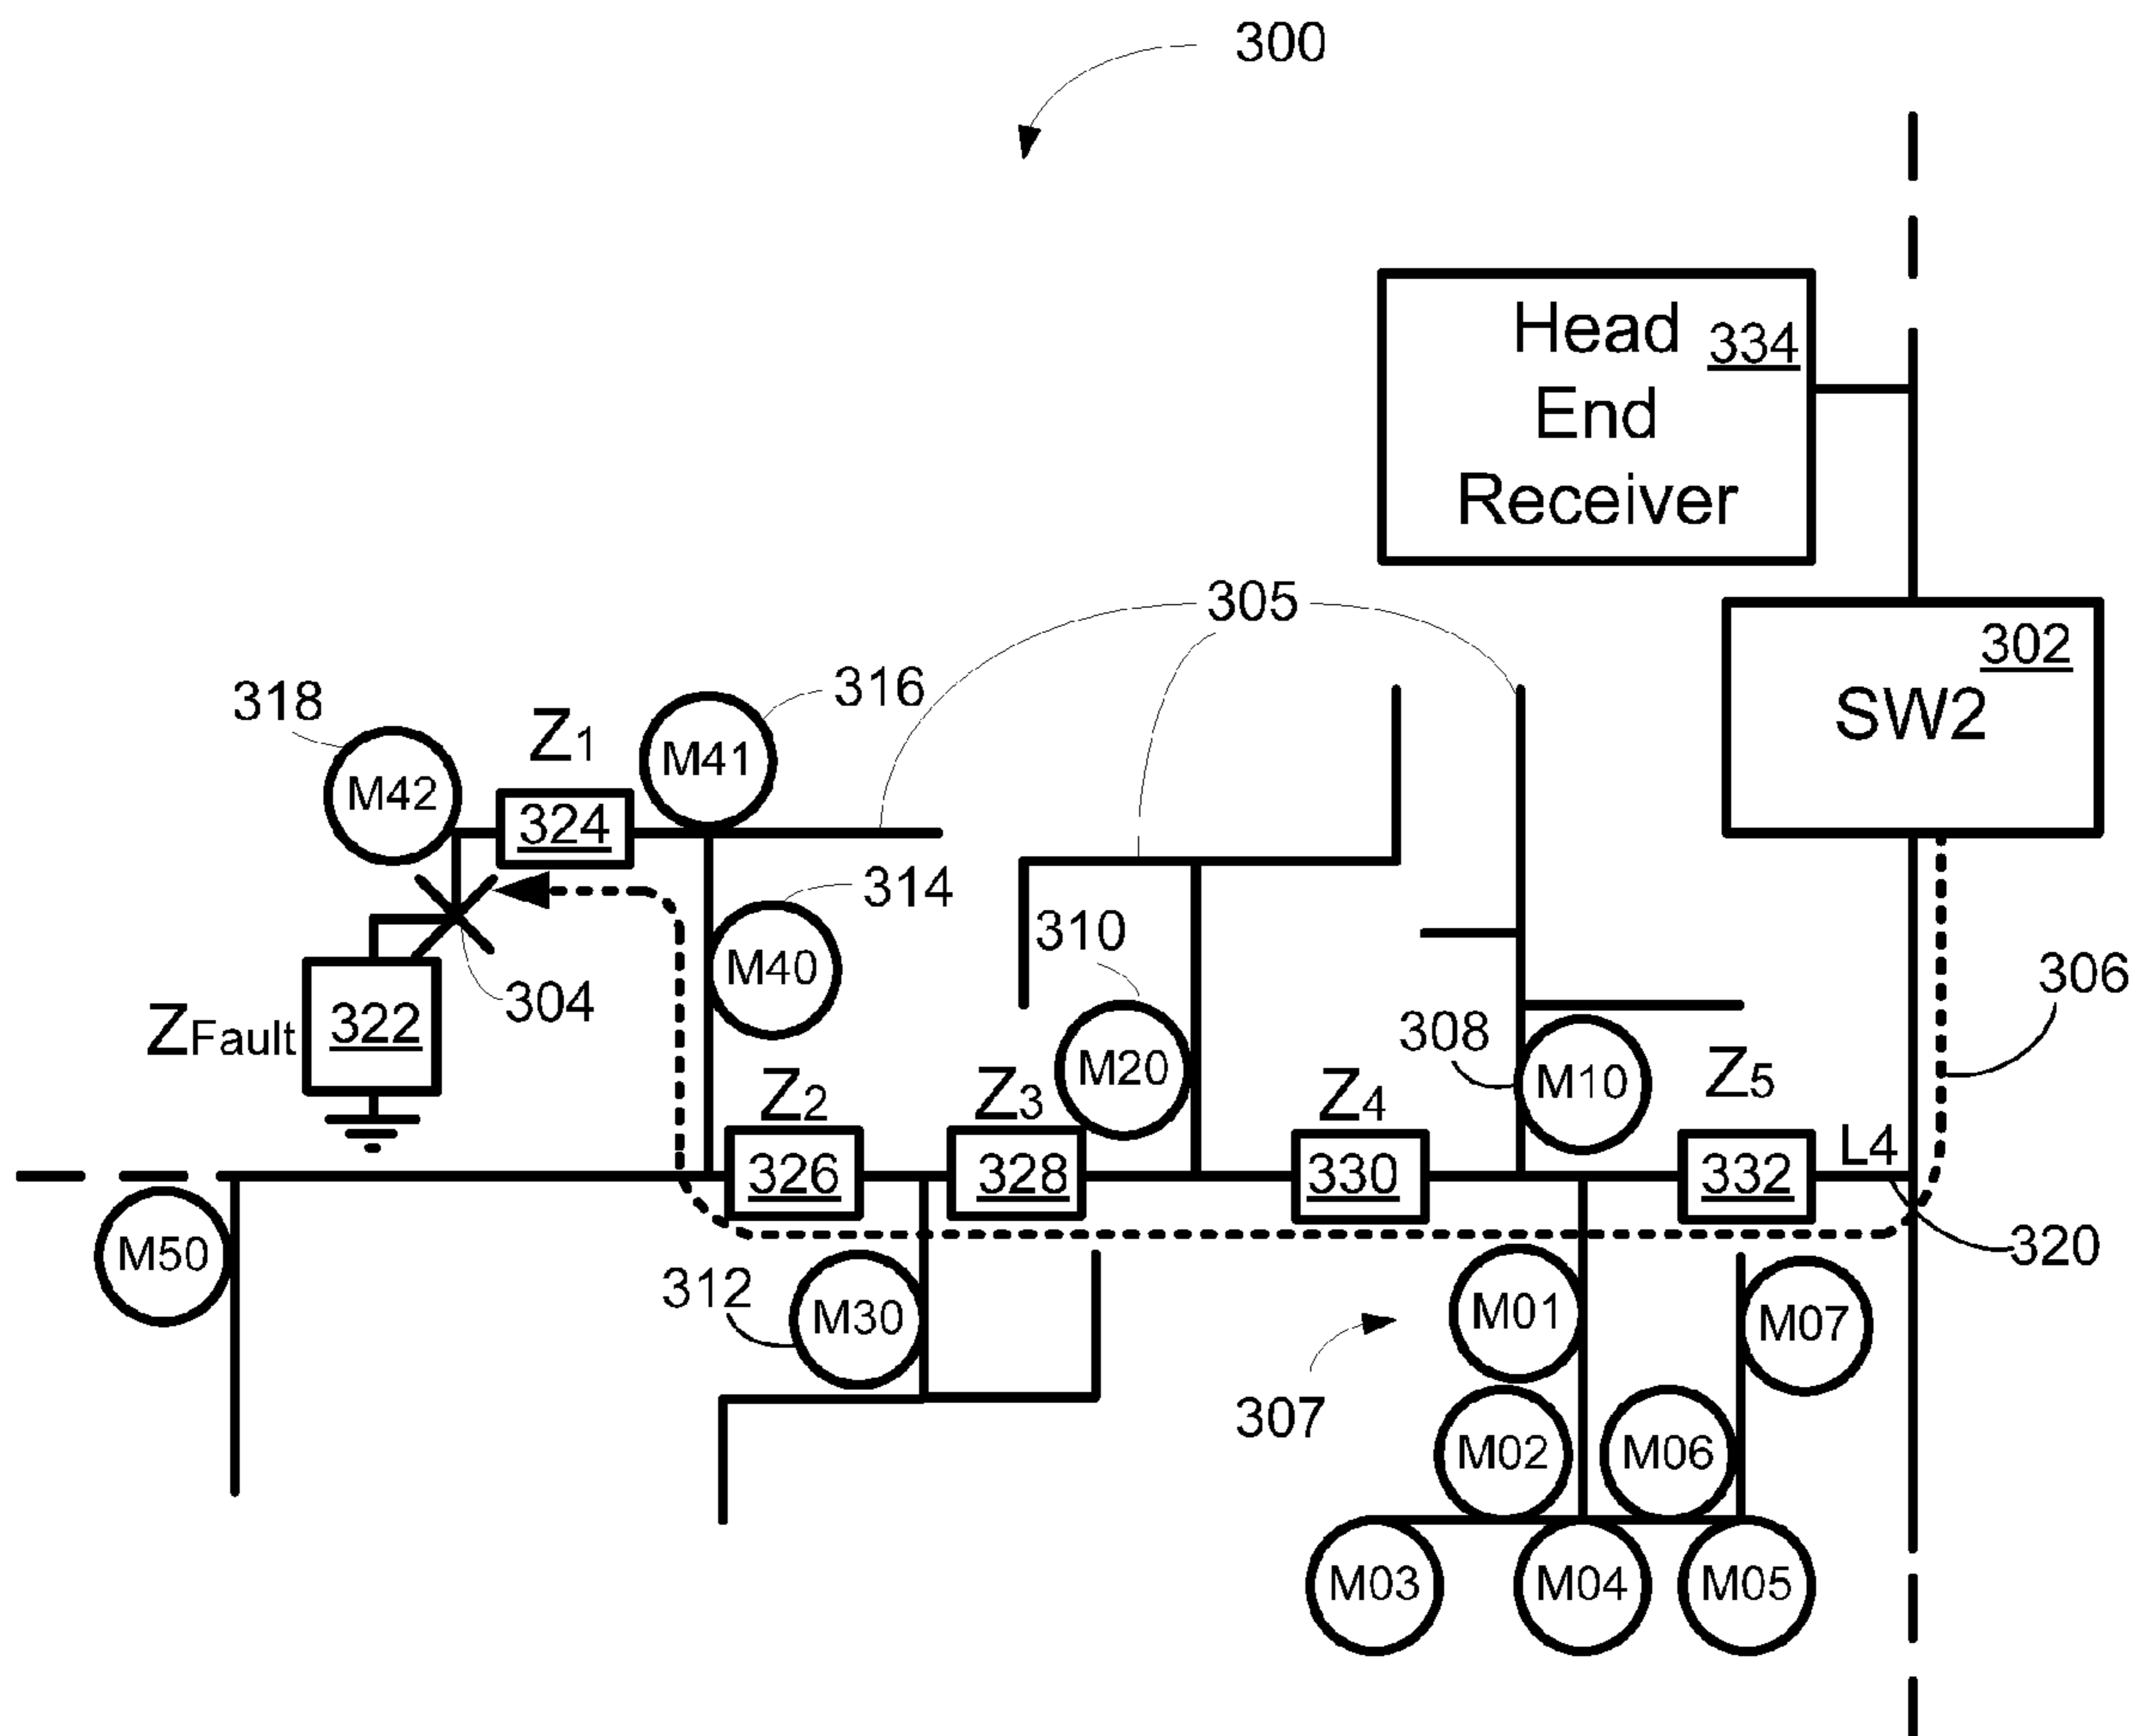 300
Head
334
End
Receiver
305
302
SW2
318
Z1
M41
316
M42
324
314
310
M40
304
306
ZFault
322
308
M20
M10
Z5
Z2
Z3
Z4
L4
326
328
330
332
M50
312
M30
M01
M07
320
307
M02
M06
M03
M04
M05